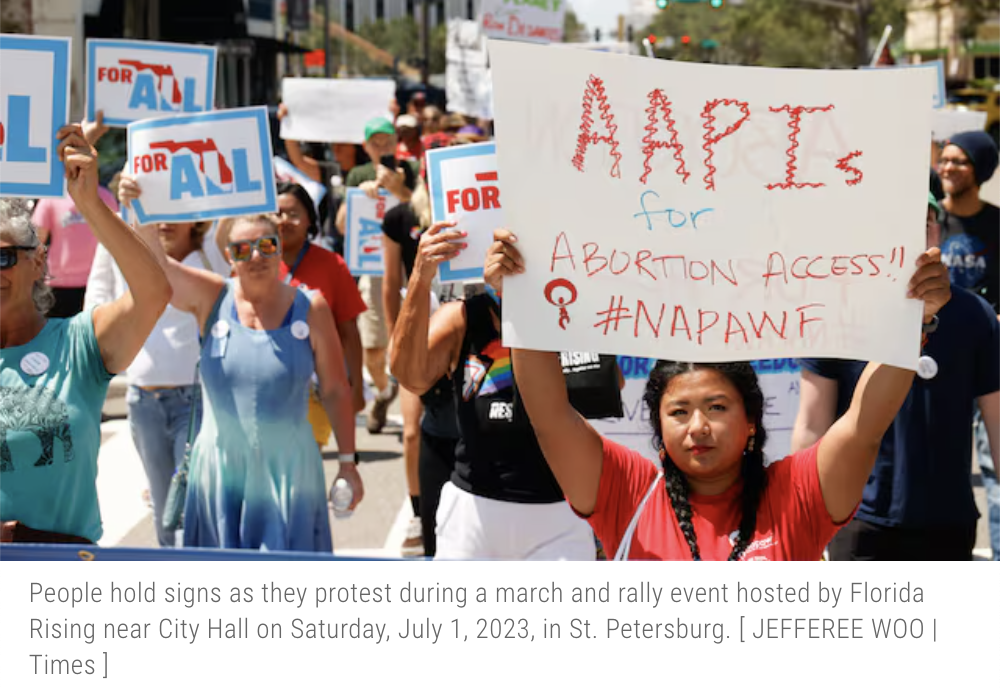 FOR
ALL
FOR
ALL
FOR
AAPIs
for
ABORTION ACCESS!!
#NAPAWF
NASA
People hold signs as they protest during a march and rally event hosted by Florida
Rising near City Hall on Saturday, July 1, 2023, in St. Petersburg. [ JEFFEREE WOO |
Times ]